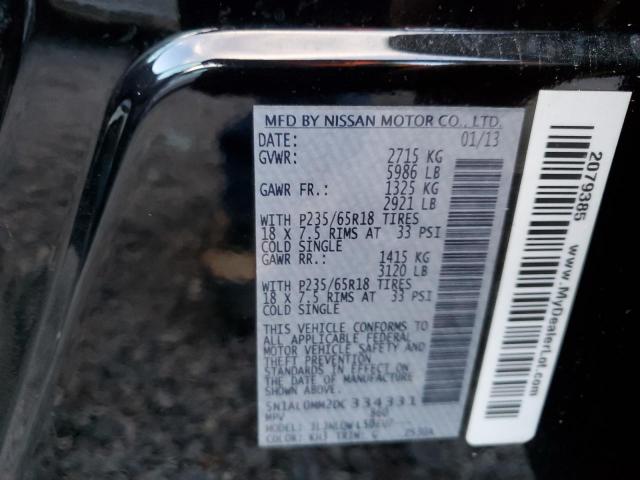 MFD BY NISSAN MOTOR CO., LTD.
DATE: 01/13
GVWR: 2715 KG
5986 LB
GAWR FR.: 1325 KG
2921 LB
WITH P235/65R18 TIRES
18 X 7.5 RIMS AT 33 PSI
COLD SINGLE
GAWR RR.: 1415 KG
3120 LB
WITH P235/65R18 TIRES
18 X 7.5 RIMS AT 33 PSI
COLD SINGLE
THIS VEHICLE CONFORMS TO
ALL APPLICABLE FEDERAL
MOTOR VEHICLE SAFETY AND
THEFT PREVENTION
STANDARDS IN EFFECT ON
THE DATE OF MANUFACTURE
SHOWN ABOVE.
5N1AL0MM2DC334331
MPV
COLOR: KH3 TRIM: G
2079385
www.MyDealerLot.com